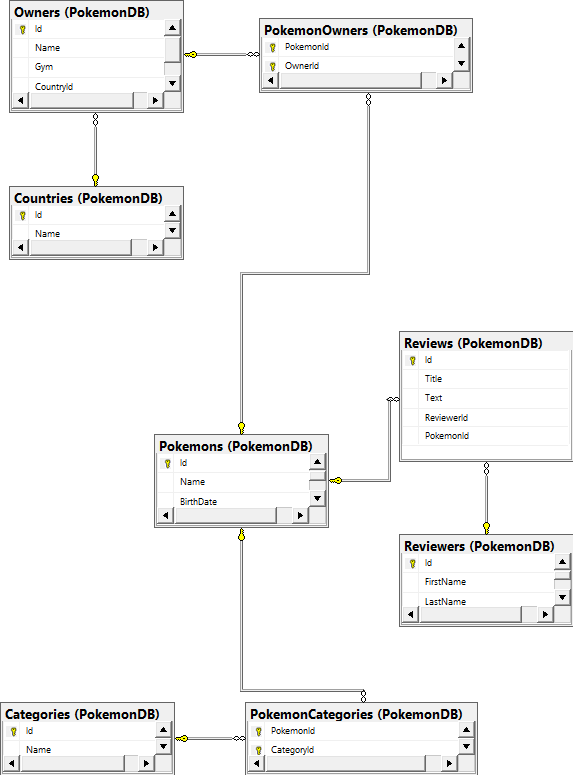 Owners (PokemonDB)
Id
Name
Gym
CountryId
PokemonOwners (PokemonDB)
PokemonId
OwnerId
Countries (PokemonDB)
Id
Name
Reviews (PokemonDB)
Id
Title
Text
ReviewerId
PokemonId
Pokemons (PokemonDB)
Id
Name
BirthDate
Reviewers (PokemonDB)
Id
FirstName
LastName
Categories (PokemonDB)
Id
Name
PokemonCategories (PokemonDB)
PokemonId
CategoryId